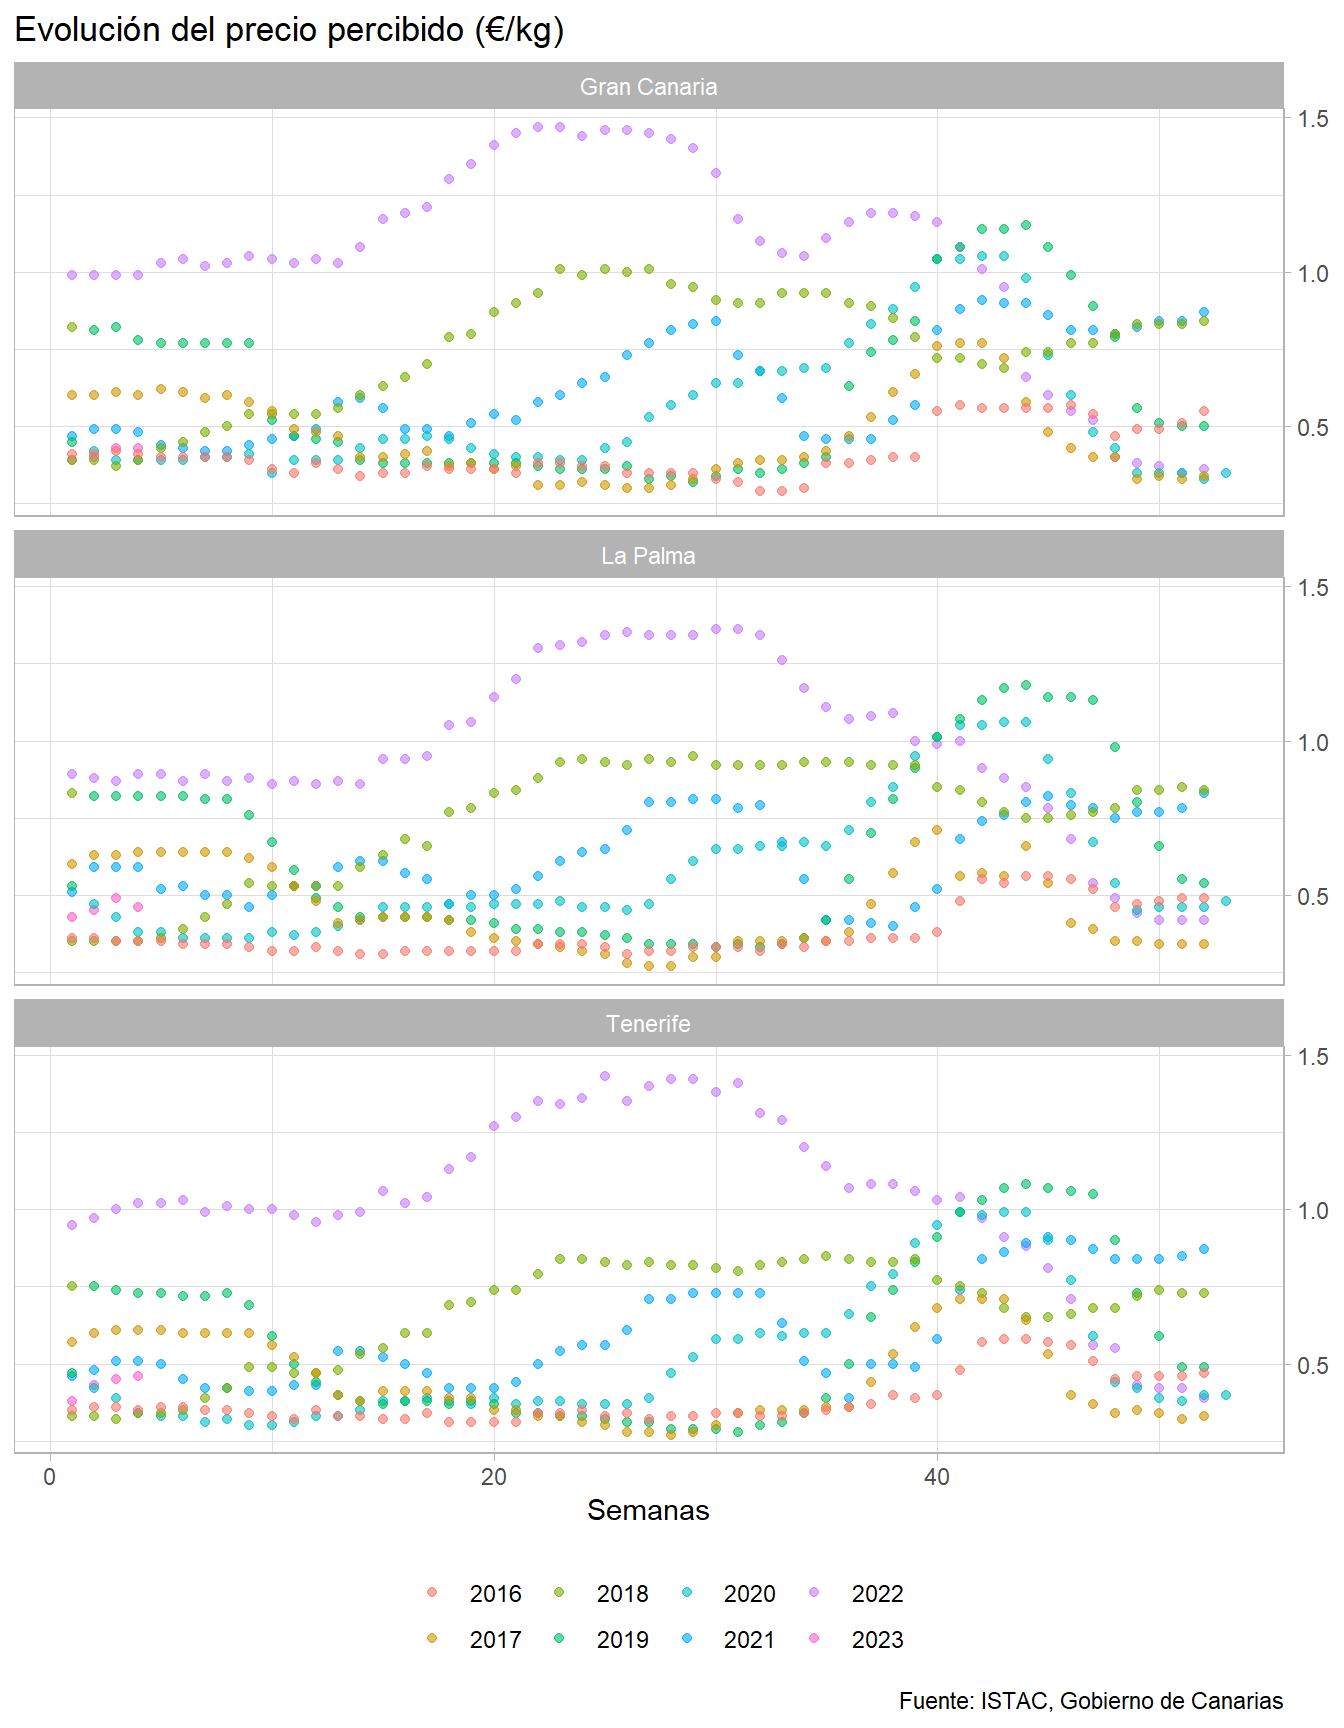 Evolución del precio percibido (€/kg)
Gran Canaria
1.5
1.0
0.5
La Palma
1.5
1.0
0.5
Tenerife
1.5
1.0
0.5
0 20 40
Semanas
2016 2018 2020 2022
2017 2019 2021 2023
Fuente: ISTAC, Gobierno de Canarias